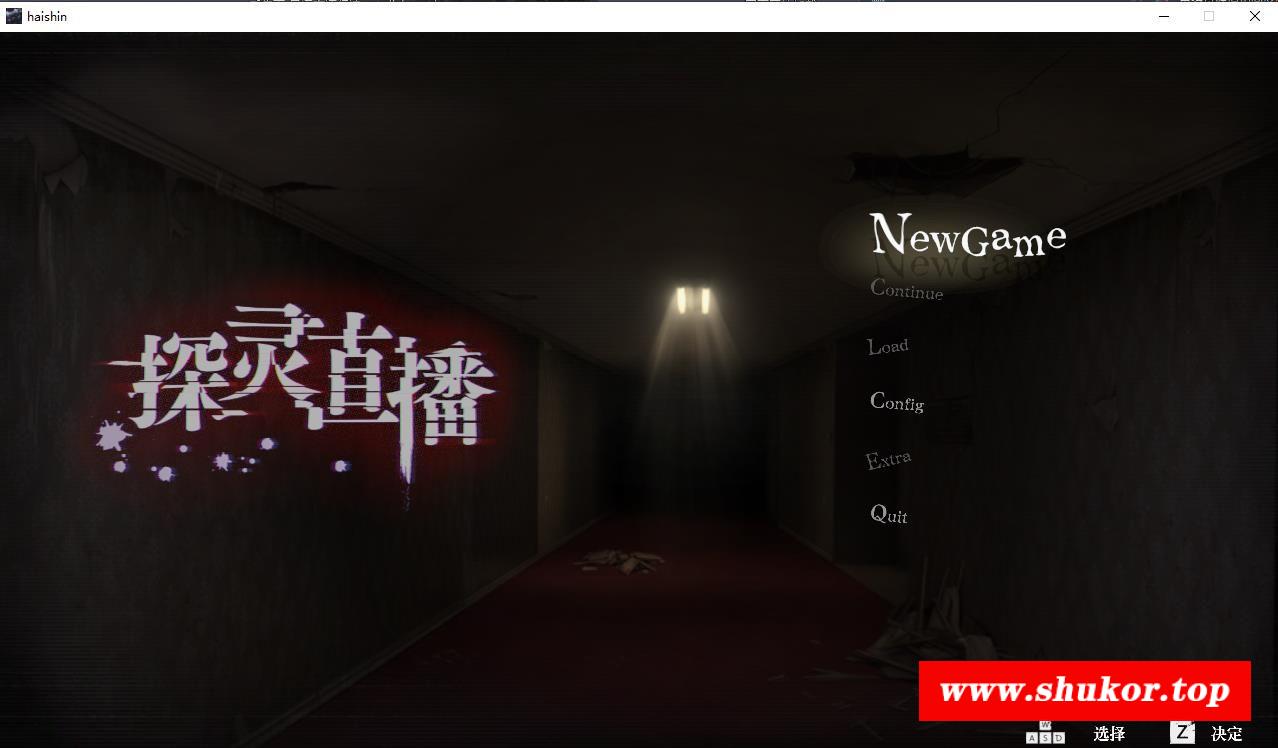 haishin
探灵直播
NewGame
Continue
Load
Config
Extra
Quit
www.shukor.top
W
A S D 选择 Z 决定